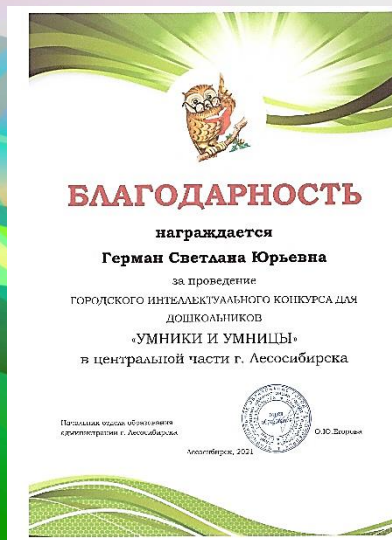 БЛАГОДАРНОСТЬ
награждается
Герман Светлана Юрьевна
за проведение
ГОРОДСКОГО ИНТЕЛЛЕКТУАЛЬНОГО КОНКУРСА ДЛЯ
ДОШКОЛЬНИКОВ
«УМНИКИ И УМНИЦЫ»
в центральной части г. Лесосибирска
Начальник отдела образования
администрации г. Лесосибирска
О.Ю.Егорова
Лесосибирск, 2021